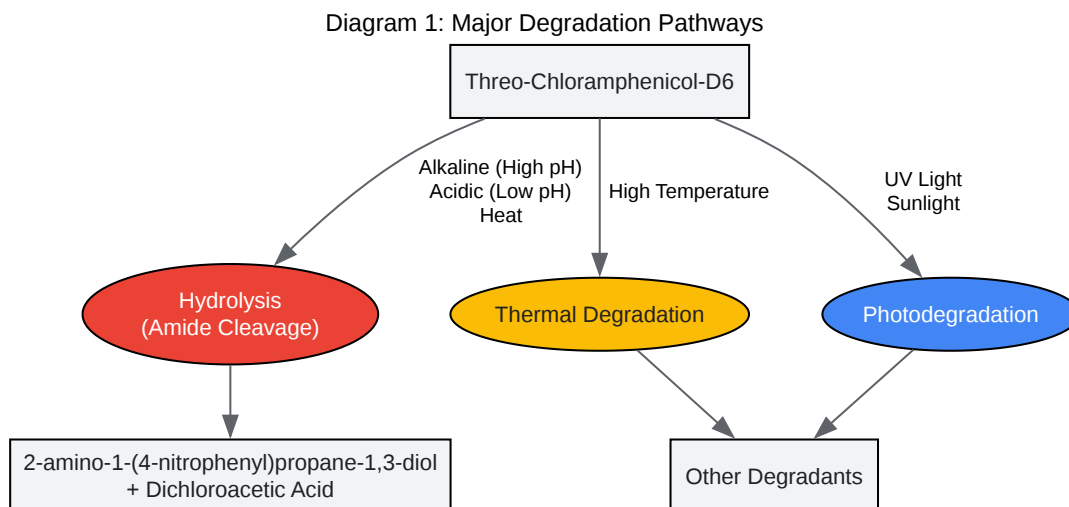 Diagram 1: Major Degradation Pathways
Threo-Chloramphenicol-D6
Alkaline (High pH)
Acidic (Low pH)
Heat
High Temperature
UV Light
Sunlight
Hydrolysis
(Amide Cleavage)
Thermal Degradation
Photodegradation
2-amino-1-(4-nitrophenyl)propane-1,3-diol
+ Dichloroacetic Acid
Other Degradants